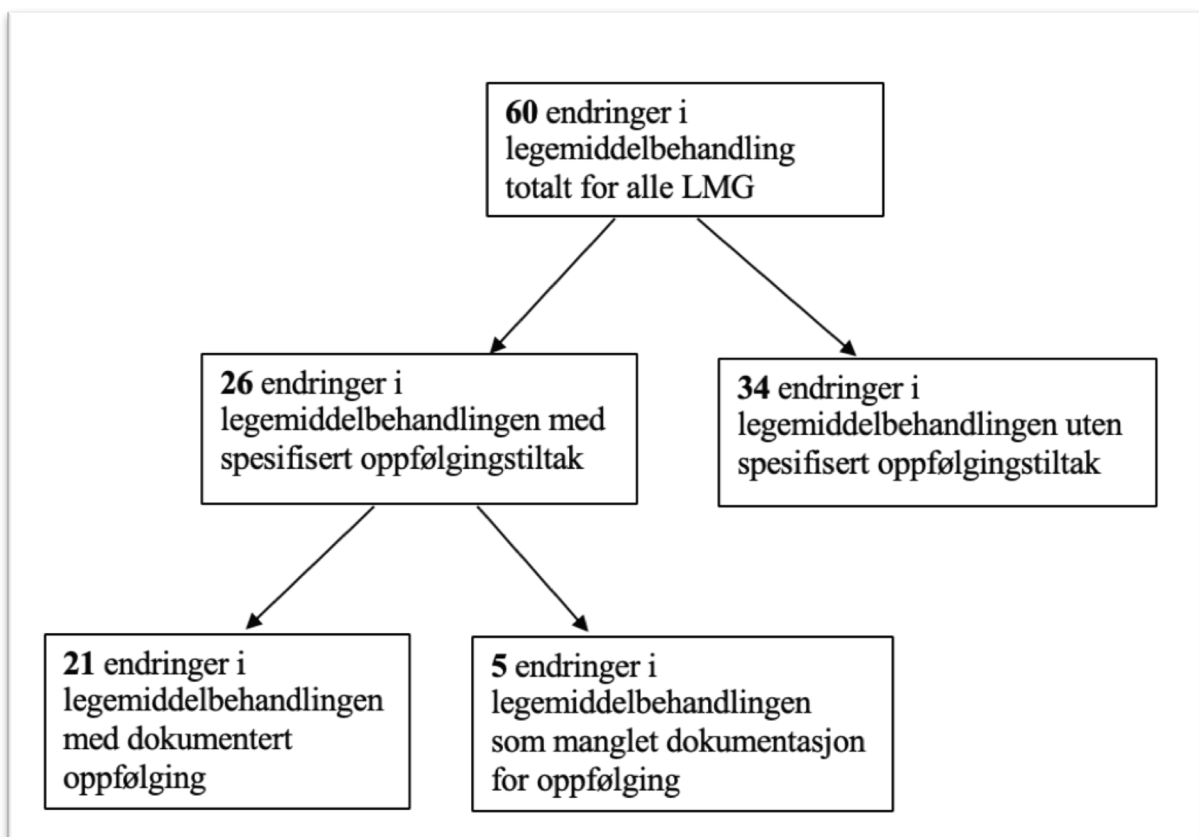 60 endringer i
legemiddelbehandling
totalt for alle LMG
26 endringer i
legemiddelbehandlingen med
spesifisert oppfølgingstiltak
34 endringer i
legemiddelbehandlingen uten
spesifisert oppfølgingstiltak
21 endringer i
legemiddelbehandlingen
med dokumentert
oppfølging
5 endringer i
legemiddelbehandlingen
som manglet dokumentasjon
for oppfølging